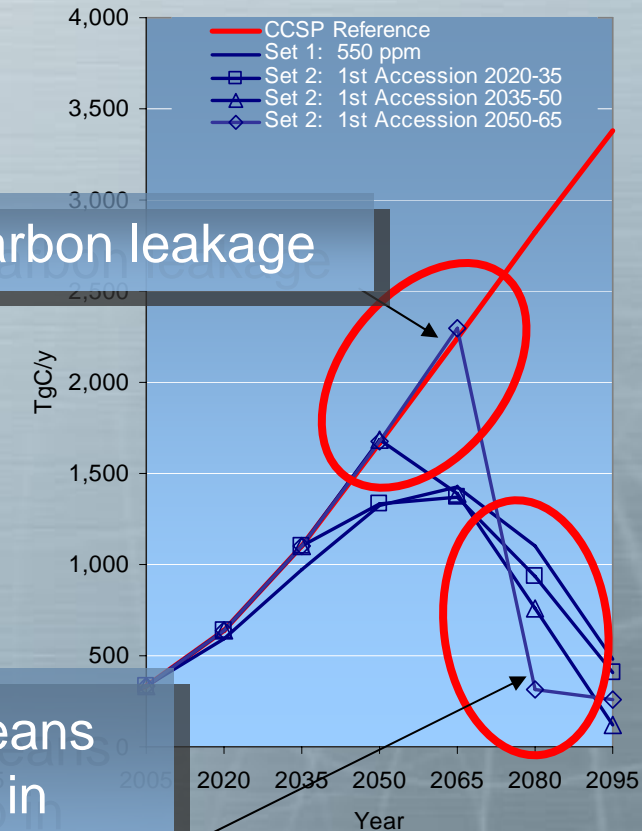 4,000
CCSP Reference
Set 1: 550 ppm
Set 2: 1st Accession 2020-35
Set 2: 1st Accession 2035-50
Set 2: 1st Accession 2050-65
3,500
3,000
arbon leakage
2,500
TgC/y
2,000
1,500
1,000
500
eans
0
in
2005 2020 2035 2050 2065 2080 2095
Year